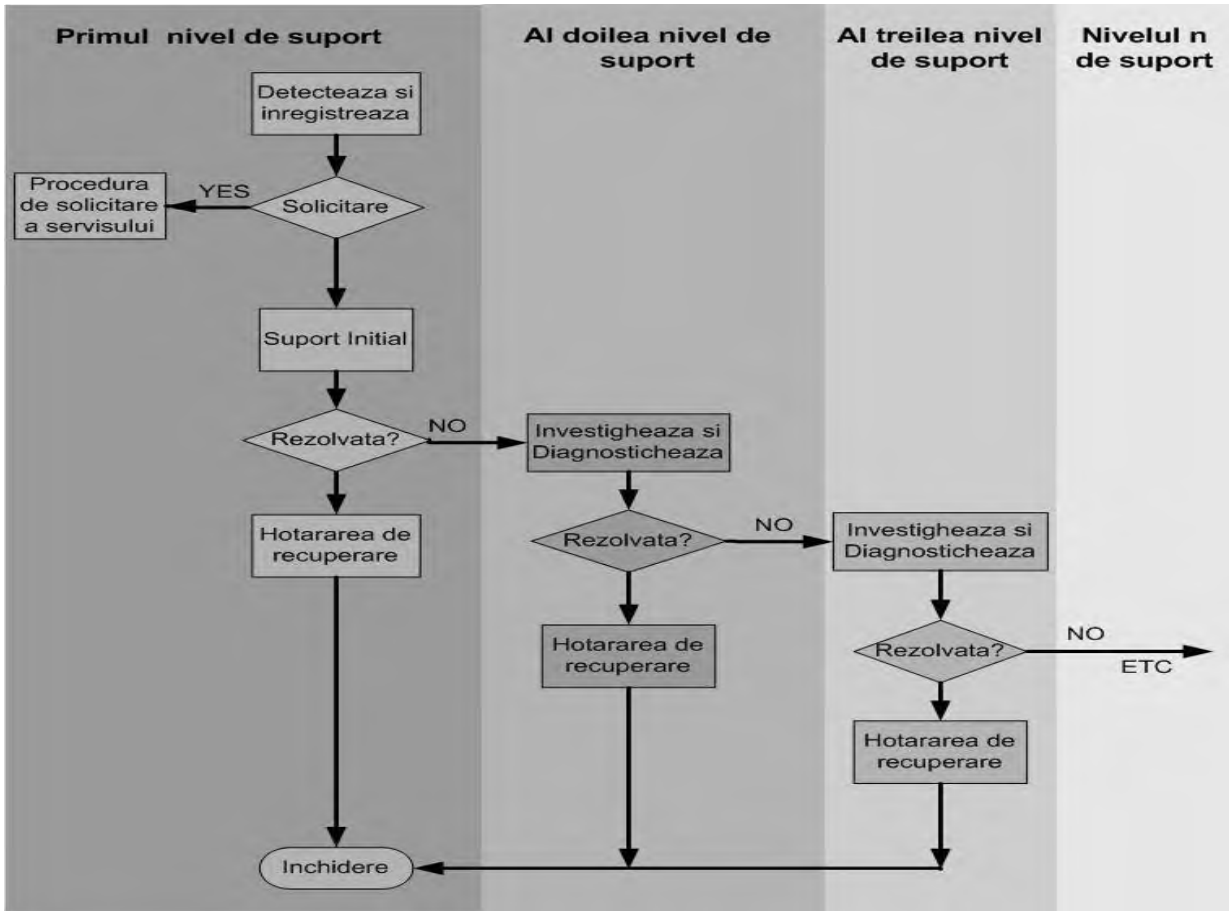 Primul nivel de suport
Al doilea nivel de
suport
Al treilea nivel
de suport
Nivelul n
de suport
Detecteaza si
inregistreaza
Procedura
de solicitare
a servisului
YES
Solicitare
Suport Initial
Rezolvata?
NO
Investigheaza si
Diagnosticheaza
Hotararea de
recuperare
Rezolvata?
NO
Investigheaza si
Diagnosticheaza
Hotararea de
recuperare
Rezolvata?
NO
ETC
Hotararea de
recuperare
Inchidere